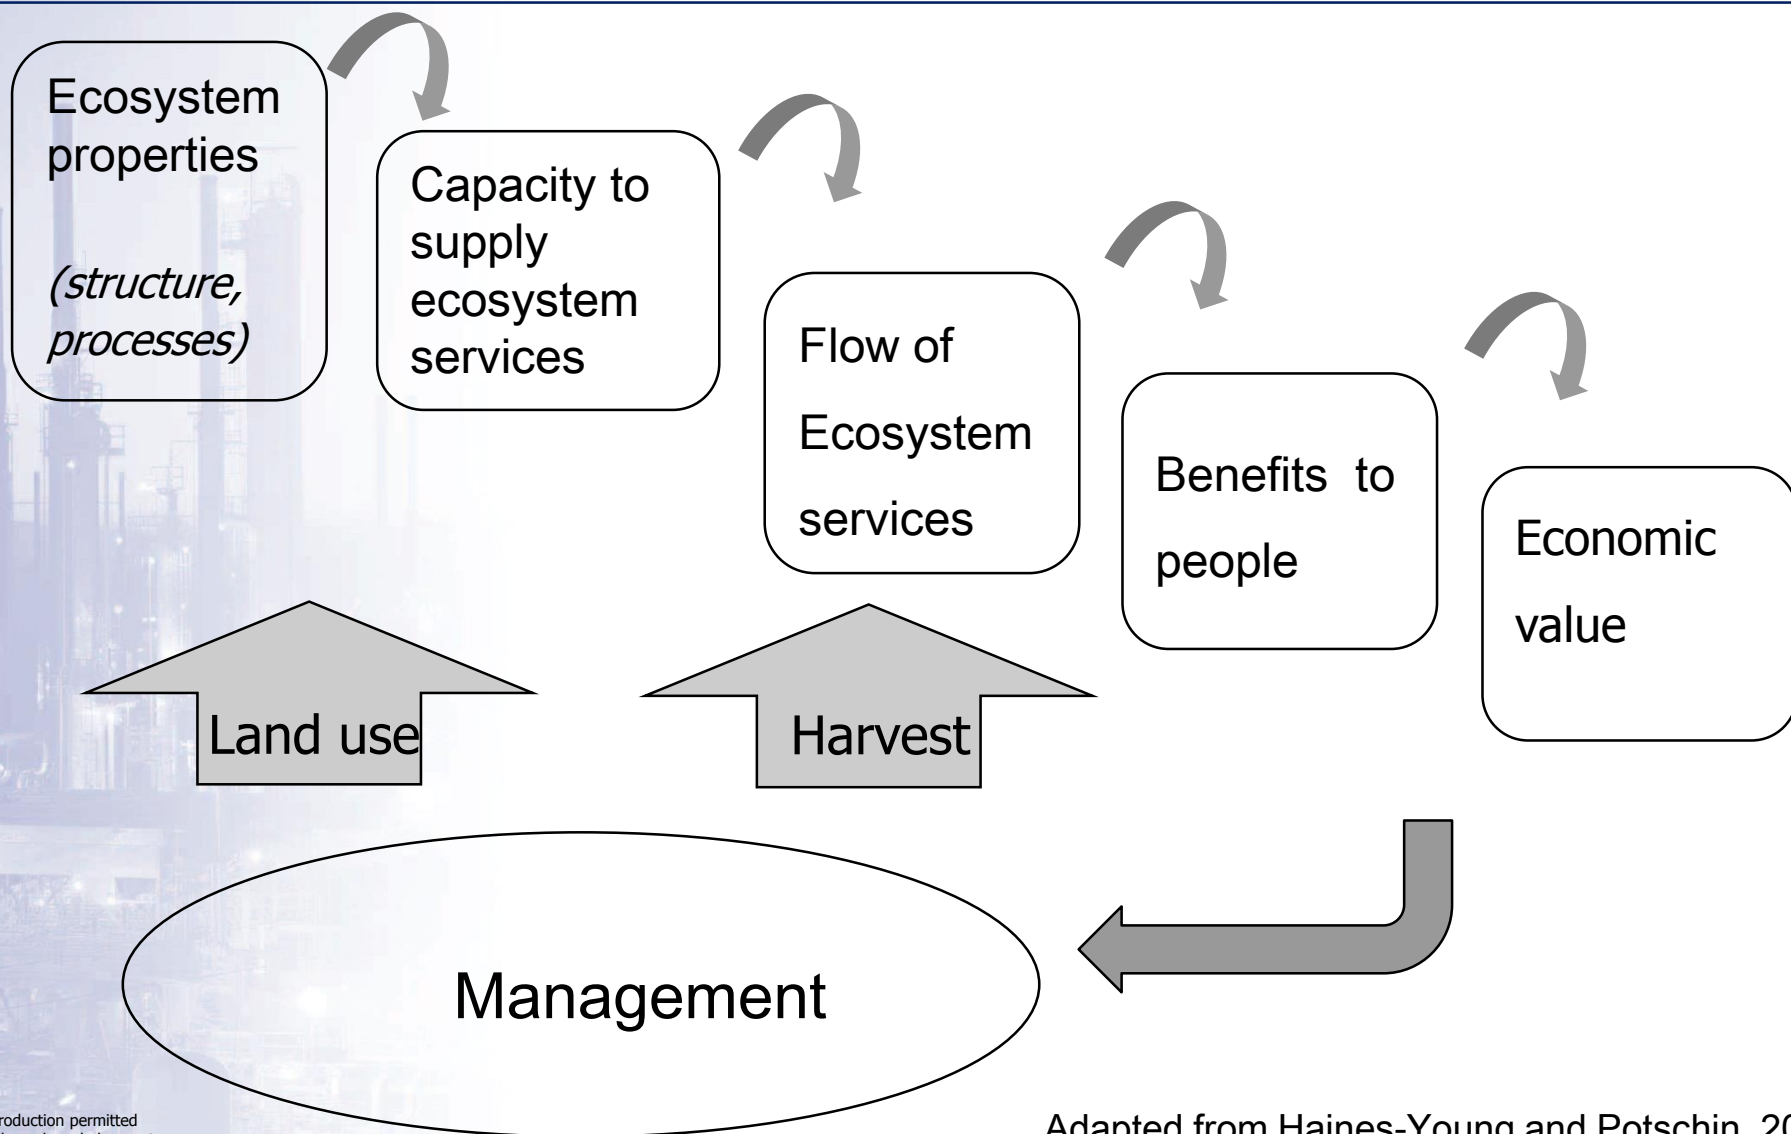 Ecosystem
properties
(structure,
processes)
Capacity to
supply
ecosystem
services
Flow of
Ecosystem
services
Benefits to
people
Economic
value
Land use
Harvest
Management
roduction permitted
Adapted from Haines-Young and Potschin, 20